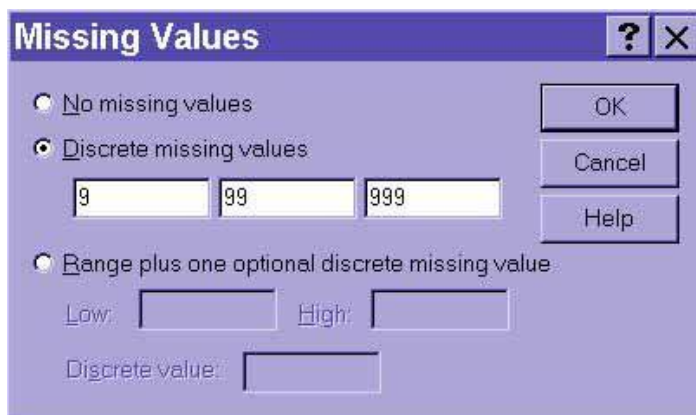 Missing Values ? X
No missing values OK
Discrete missing values Cancel
9 99 999 Help
Range plus one optional discrete missing value
Low: High:
Discrete value: